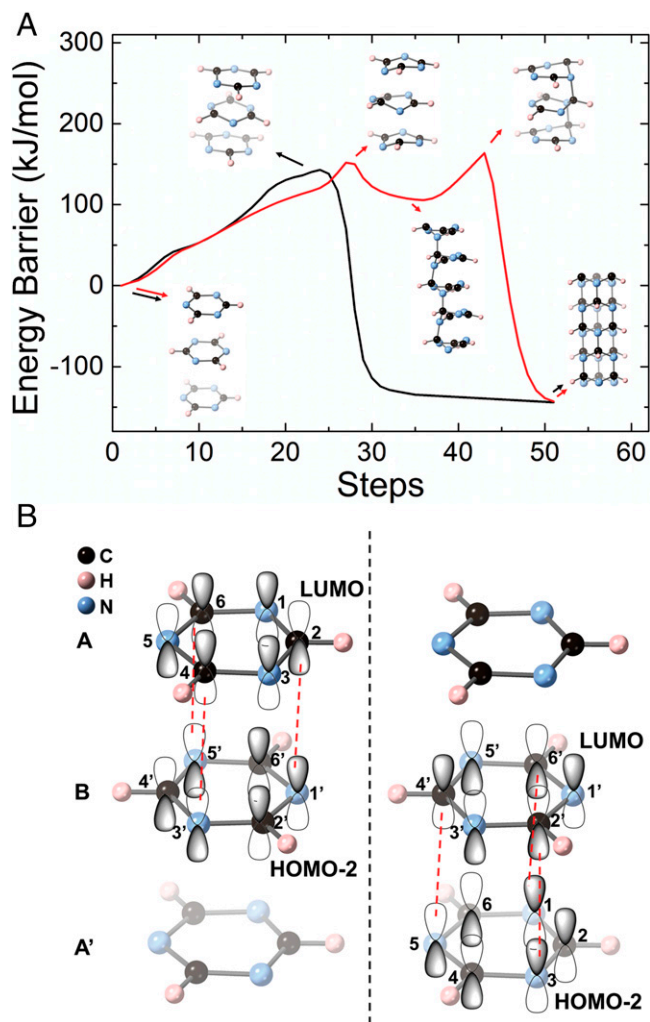 A
300
200
100
0
-100
Energy Barrier (kJ/mol)
0 10 20 30 40 50 60
Steps
B
C
H
N
LUMO
A
6 1
5 2
4 3
5' 6'
B
4' 1'
3' 2'
HOMO-2
A'
LUMO
5' 6'
4' 1'
3' 2'
6 1
5 2
4 3
HOMO-2